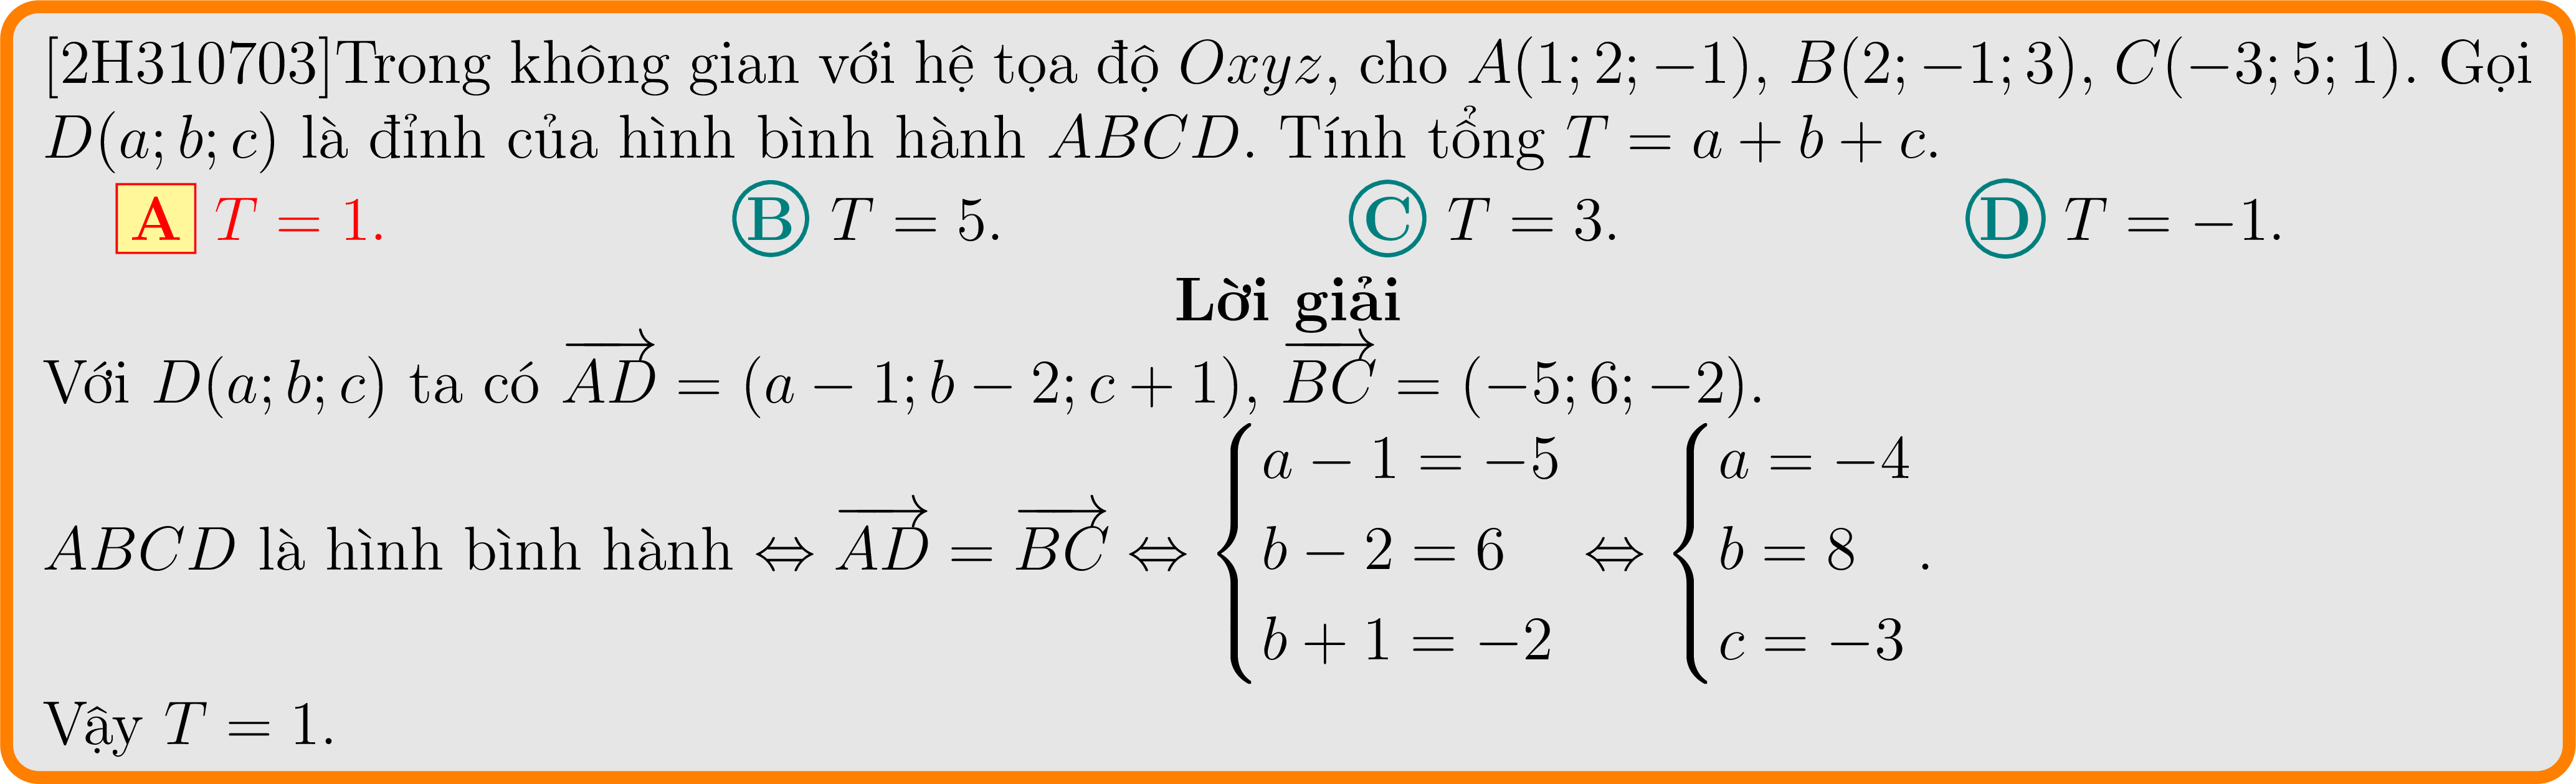 [2H310703]Trong không gian với hệ tọa độ Oxyz, cho A(1; 2; −1), B(2; −1; 3), C(−3; 5; 1). Gọi
D(a; b; c) là đỉnh của hình bình hành ABCD. Tính tổng T = a + b + c.
A T = 1. B T = 5. C T = 3. D T = −1.
Lời giải
Với D(a; b; c) ta có $\overrightarrow{AD}$ = (a − 1; b − 2; c + 1), $\overrightarrow{BC}$ = (−5; 6; −2).
ABCD là hình bình hành ⇔ $\overrightarrow{AD} = \overrightarrow{BC}$ ⇔ $\begin{cases} a - 1 = -5 \\ b - 2 = 6 \\ b + 1 = -2 \end{cases}$ ⇔ $\begin{cases} a = -4 \\ b = 8 \\ c = -3 \end{cases}$.
Vậy T = 1.